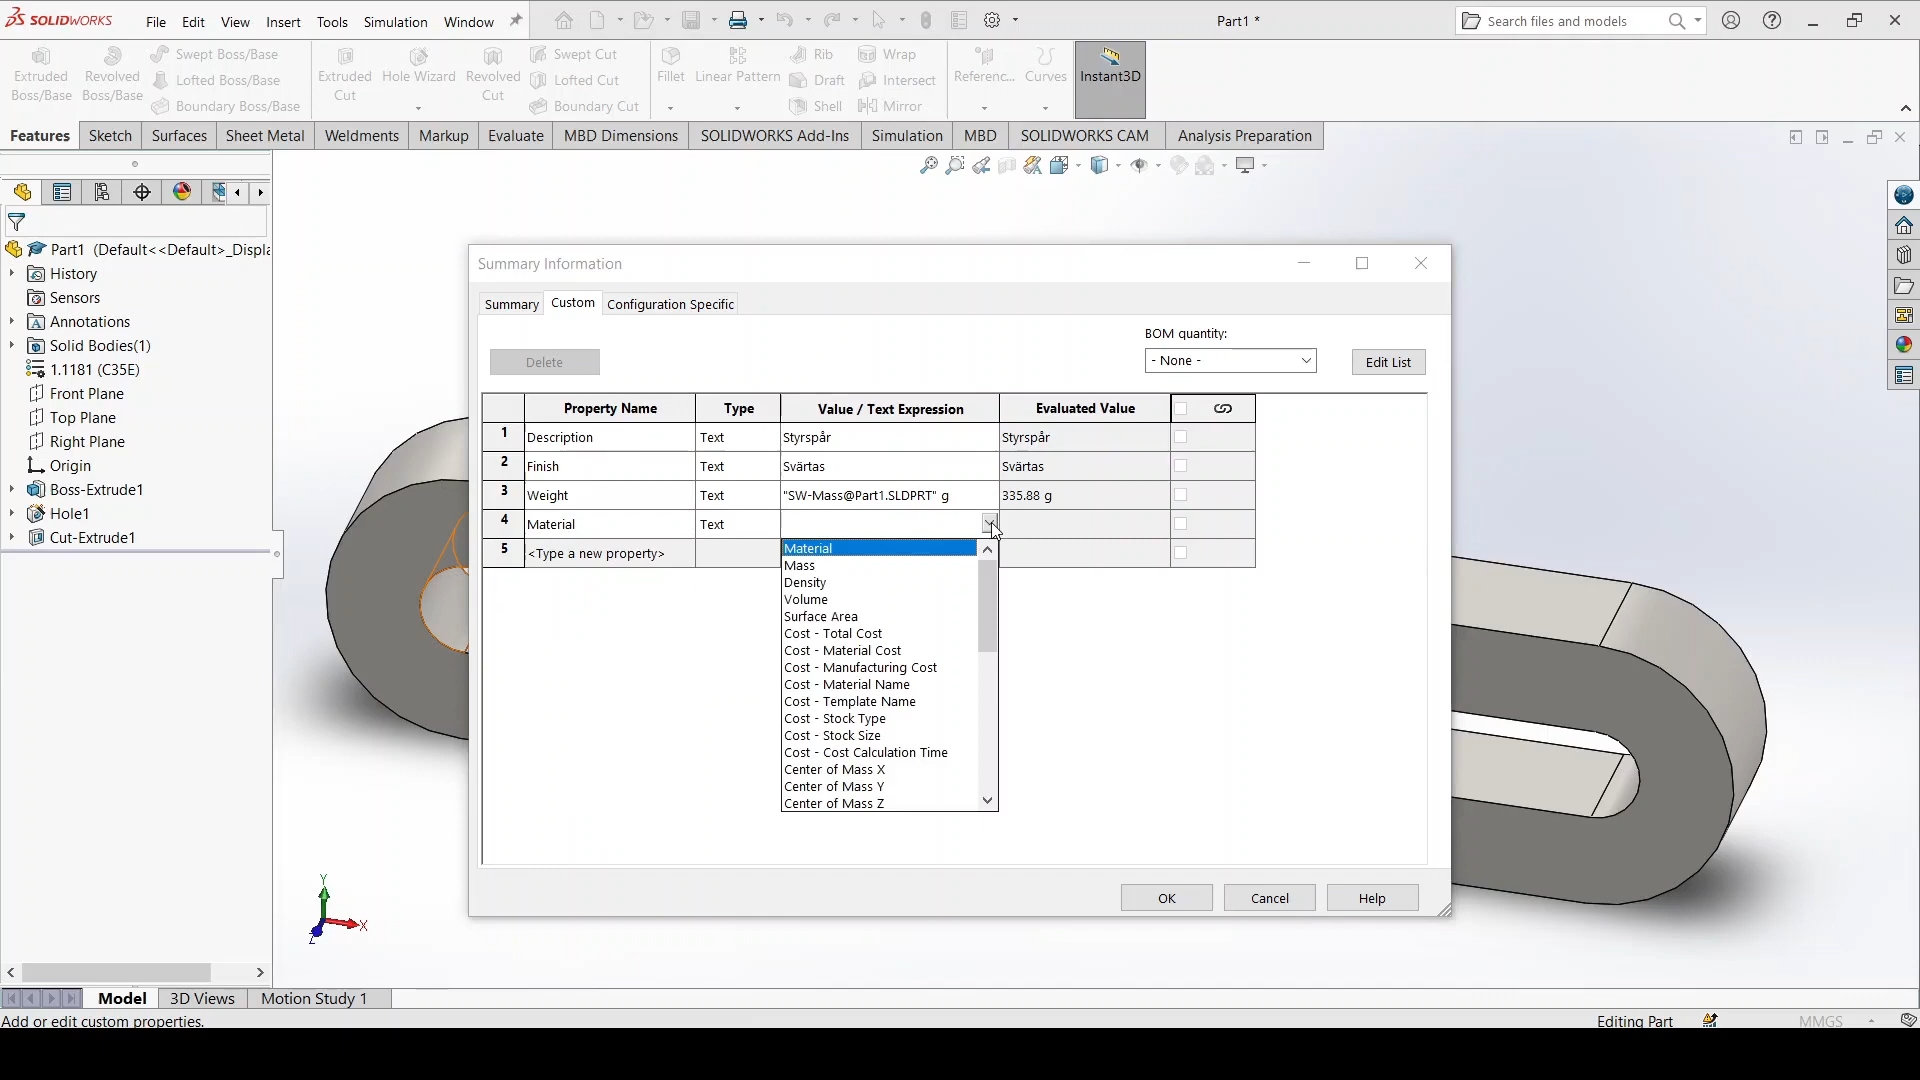 SOLIDWORKS File Edit View Insert Tools Simulation Window Part1 * Search files and models
Extruded Boss/Base
Revolved Boss/Base
Swept Boss/Base
Lofted Boss/Base
Boundary Boss/Base
Extruded Cut
Hole Wizard
Revolved Cut
Swept Cut
Lofted Cut
Boundary Cut
Fillet
Linear Pattern
Rib
Draft
Shell
Wrap
Intersect
Mirror
Referenc...
Curves
Instant3D
Features Sketch Surfaces Sheet Metal Weldments Markup Evaluate MBD Dimensions SOLIDWORKS Add-Ins Simulation MBD SOLIDWORKS CAM Analysis Preparation
Part1 (Default<<Default>_Displa
History
Sensors
Annotations
Solid Bodies(1)
1.1181 (C35E)
Front Plane
Top Plane
Right Plane
Origin
Boss-Extrude1
Hole1
Cut-Extrude1
Summary Information
Summary Custom Configuration Specific
BOM quantity:
Delete - None - Edit List
Property Name Type Value / Text Expression Evaluated Value
1 Description Text Styrspår Styrspår
2 Finish Text Svärtas Svärtas
3 Weight Text "SW-Mass@Part1.SLDPRT" g 335.88 g
4 Material Text
5 <Type a new property>
Material
Mass
Density
Volume
Surface Area
Cost - Total Cost
Cost - Material Cost
Cost - Manufacturing Cost
Cost - Material Name
Cost - Template Name
Cost - Stock Type
Cost - Stock Size
Cost - Cost Calculation Time
Center of Mass X
Center of Mass Y
Center of Mass Z
OK Cancel Help
Y
X
Z
Model 3D Views Motion Study 1
Add or edit custom properties. Editing Part MMGS